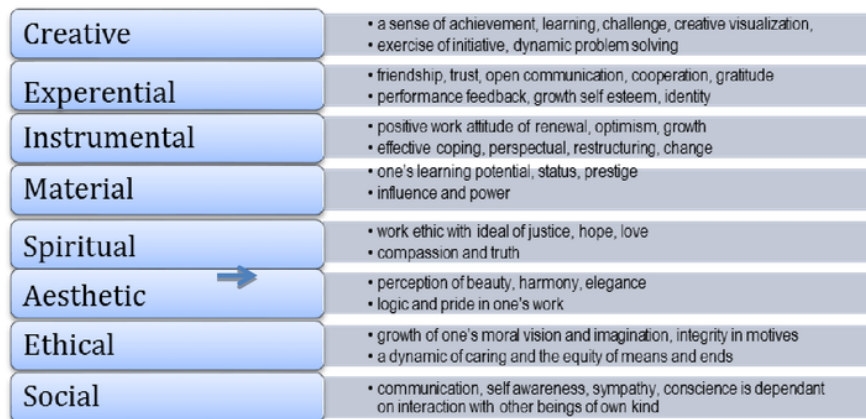 Creative
• a sense of achievement, learning, challenge, creative visualization,
• exercise of initiative, dynamic problem solving
Experential
• friendship, trust, open communication, cooperation, gratitude
• performance feedback, growth self esteem, identity
Instrumental
• positive work attitude of renewal, optimism, growth
• effective coping, perspectual, restructuring, change
Material
• one's learning potential, status, prestige
• influence and power
Spiritual
• work ethic with ideal of justice, hope, love
• compassion and truth
Aesthetic
• perception of beauty, harmony, elegance
• logic and pride in one's work
Ethical
• growth of one's moral vision and imagination, integrity in motives
• a dynamic of caring and the equity of means and ends
Social
• communication, self awareness, sympathy, conscience is dependant
on interaction with other beings of own kind